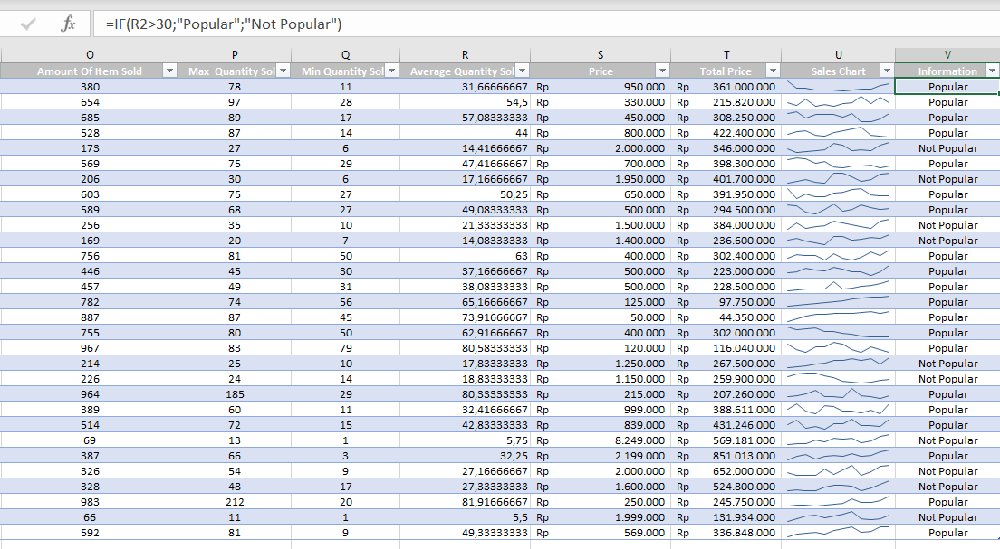 fx =IF(R2>30;"Popular";"Not Popular")
O P Q R S T U V
Amount Of Item Sold Max Quantity Sol Min Quantity Sol Average Quantity Sol Price Total Price Sales Chart Information
380 78 11 31,66666667 Rp 950.000 Rp 361.000.000 Popular
654 97 28 54,5 Rp 330.000 Rp 215.820.000 Popular
685 89 17 57,08333333 Rp 450.000 Rp 308.250.000 Popular
528 87 14 44 Rp 800.000 Rp 422.400.000 Popular
173 27 6 14,41666667 Rp 2.000.000 Rp 346.000.000 Not Popular
569 75 29 47,41666667 Rp 700.000 Rp 398.300.000 Popular
206 30 6 17,16666667 Rp 1.950.000 Rp 401.700.000 Not Popular
603 75 27 50,25 Rp 650.000 Rp 391.950.000 Popular
589 68 27 49,08333333 Rp 500.000 Rp 294.500.000 Popular
256 35 10 21,33333333 Rp 1.500.000 Rp 384.000.000 Not Popular
169 20 7 14,08333333 Rp 1.400.000 Rp 236.600.000 Not Popular
756 81 50 63 Rp 400.000 Rp 302.400.000 Popular
446 45 30 37,16666667 Rp 500.000 Rp 223.000.000 Popular
457 49 31 38,08333333 Rp 500.000 Rp 228.500.000 Popular
782 74 56 65,16666667 Rp 125.000 Rp 97.750.000 Popular
887 87 45 73,91666667 Rp 50.000 Rp 44.350.000 Popular
755 80 50 62,91666667 Rp 400.000 Rp 302.000.000 Popular
967 83 79 80,58333333 Rp 120.000 Rp 116.040.000 Popular
214 25 10 17,83333333 Rp 1.250.000 Rp 267.500.000 Not Popular
226 24 14 18,83333333 Rp 1.150.000 Rp 259.900.000 Not Popular
964 185 29 80,33333333 Rp 215.000 Rp 207.260.000 Popular
389 60 11 32,41666667 Rp 999.000 Rp 388.611.000 Popular
514 72 15 42,83333333 Rp 839.000 Rp 431.246.000 Popular
69 13 1 5,75 Rp 8.249.000 Rp 569.181.000 Not Popular
387 66 3 32,25 Rp 2.199.000 Rp 851.013.000 Popular
326 54 9 27,16666667 Rp 2.000.000 Rp 652.000.000 Not Popular
328 48 17 27,33333333 Rp 1.600.000 Rp 524.800.000 Not Popular
983 212 20 81,91666667 Rp 250.000 Rp 245.750.000 Popular
66 11 1 5,5 Rp 1.999.000 Rp 131.934.000 Not Popular
592 81 9 49,33333333 Rp 569.000 Rp 336.848.000 Popular